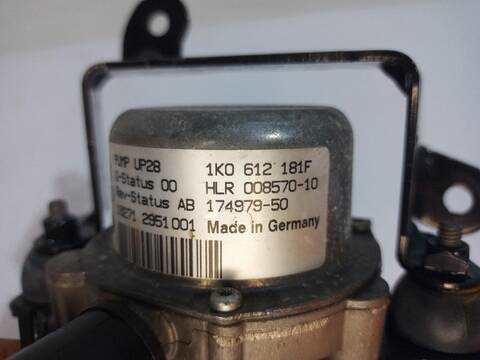 PUMP UP28 1K0 612 181F
Q-Status 00 HLR 008570-10
Rev-Status AB 174979-50
2951001 Made in Germany